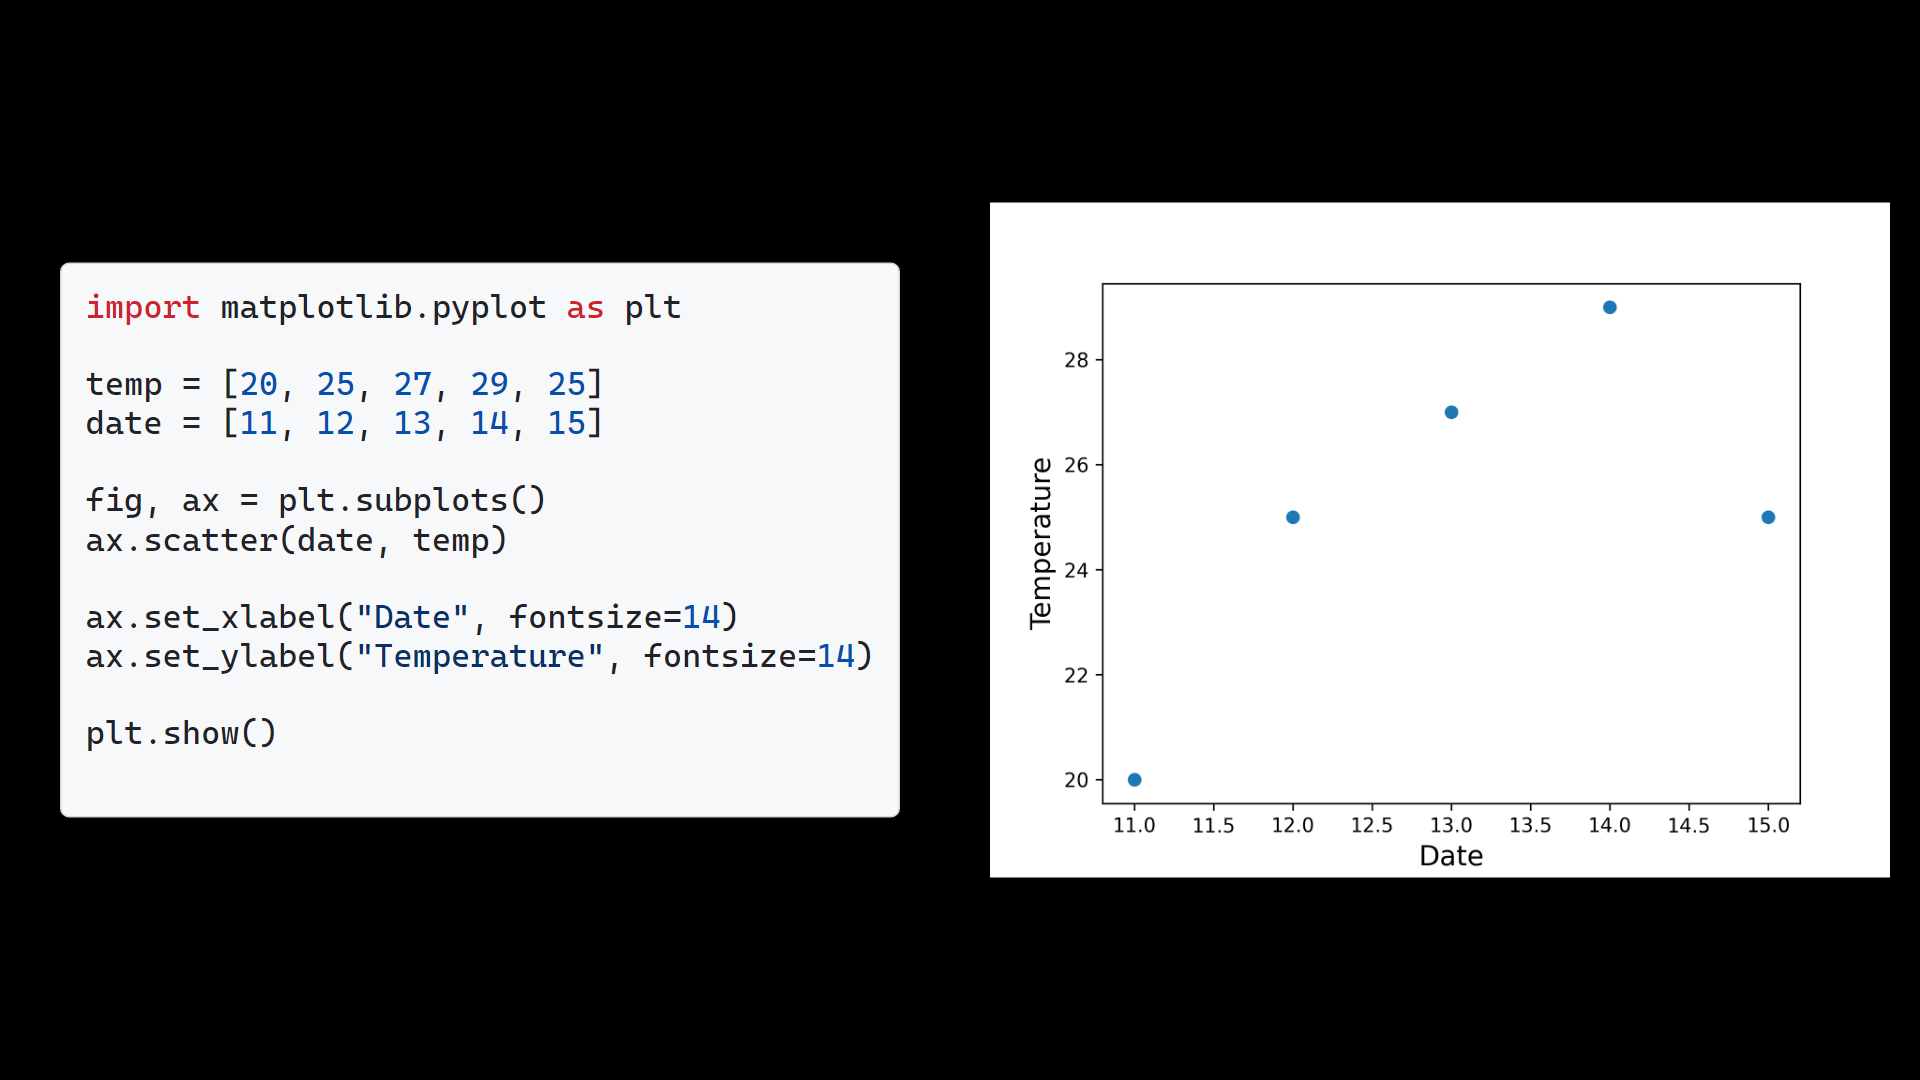 import matplotlib.pyplot as plt
temp = [20, 25, 27, 29, 25]
date = [11, 12, 13, 14, 15]
fig, ax = plt.subplots()
ax.scatter(date, temp)
ax.set_xlabel("Date", fontsize=14)
ax.set_ylabel("Temperature", fontsize=14)
plt.show()
Temperature
28
26
24
22
20
11.0 11.5 12.0 12.5 13.0 13.5 14.0 14.5 15.0
Date